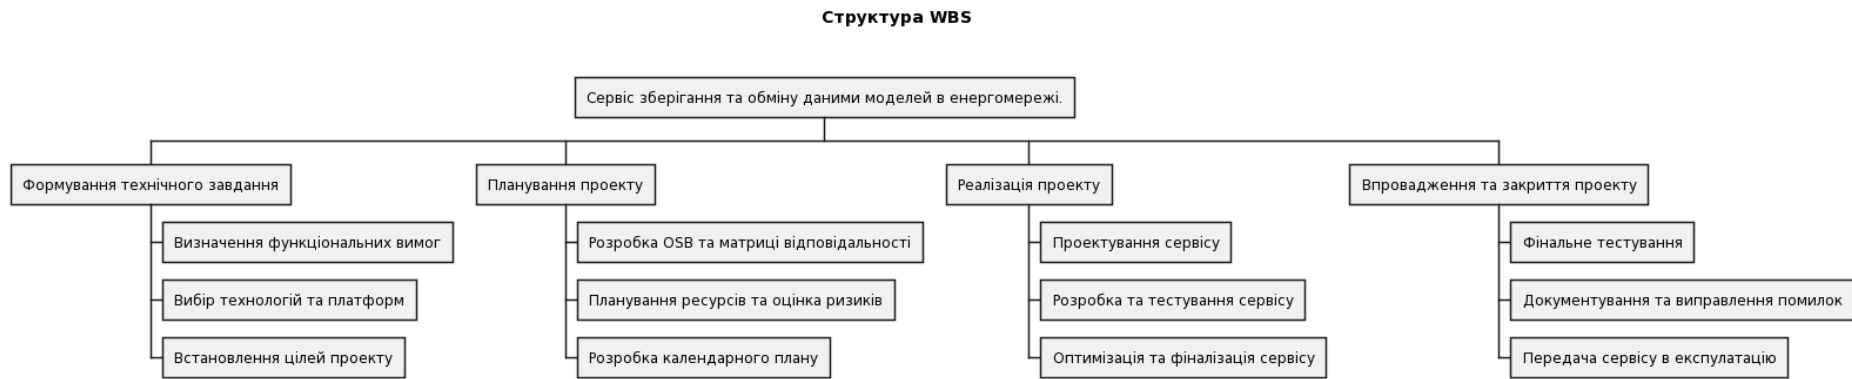 Структура WBS
Сервіс зберігання та обміну даними моделей в енергомережі.
Формування технічного завдання
Визначення функціональних вимог
Вибір технологій та платформ
Встановлення цілей проекту
Планування проекту
Розробка OSB та матриці відповідальності
Планування ресурсів та оцінка ризиків
Розробка календарного плану
Реалізація проекту
Проектування сервісу
Розробка та тестування сервісу
Оптимізація та фіналізація сервісу
Впровадження та закриття проекту
Фінальне тестування
Документування та виправлення помилок
Передача сервісу в експулатацію